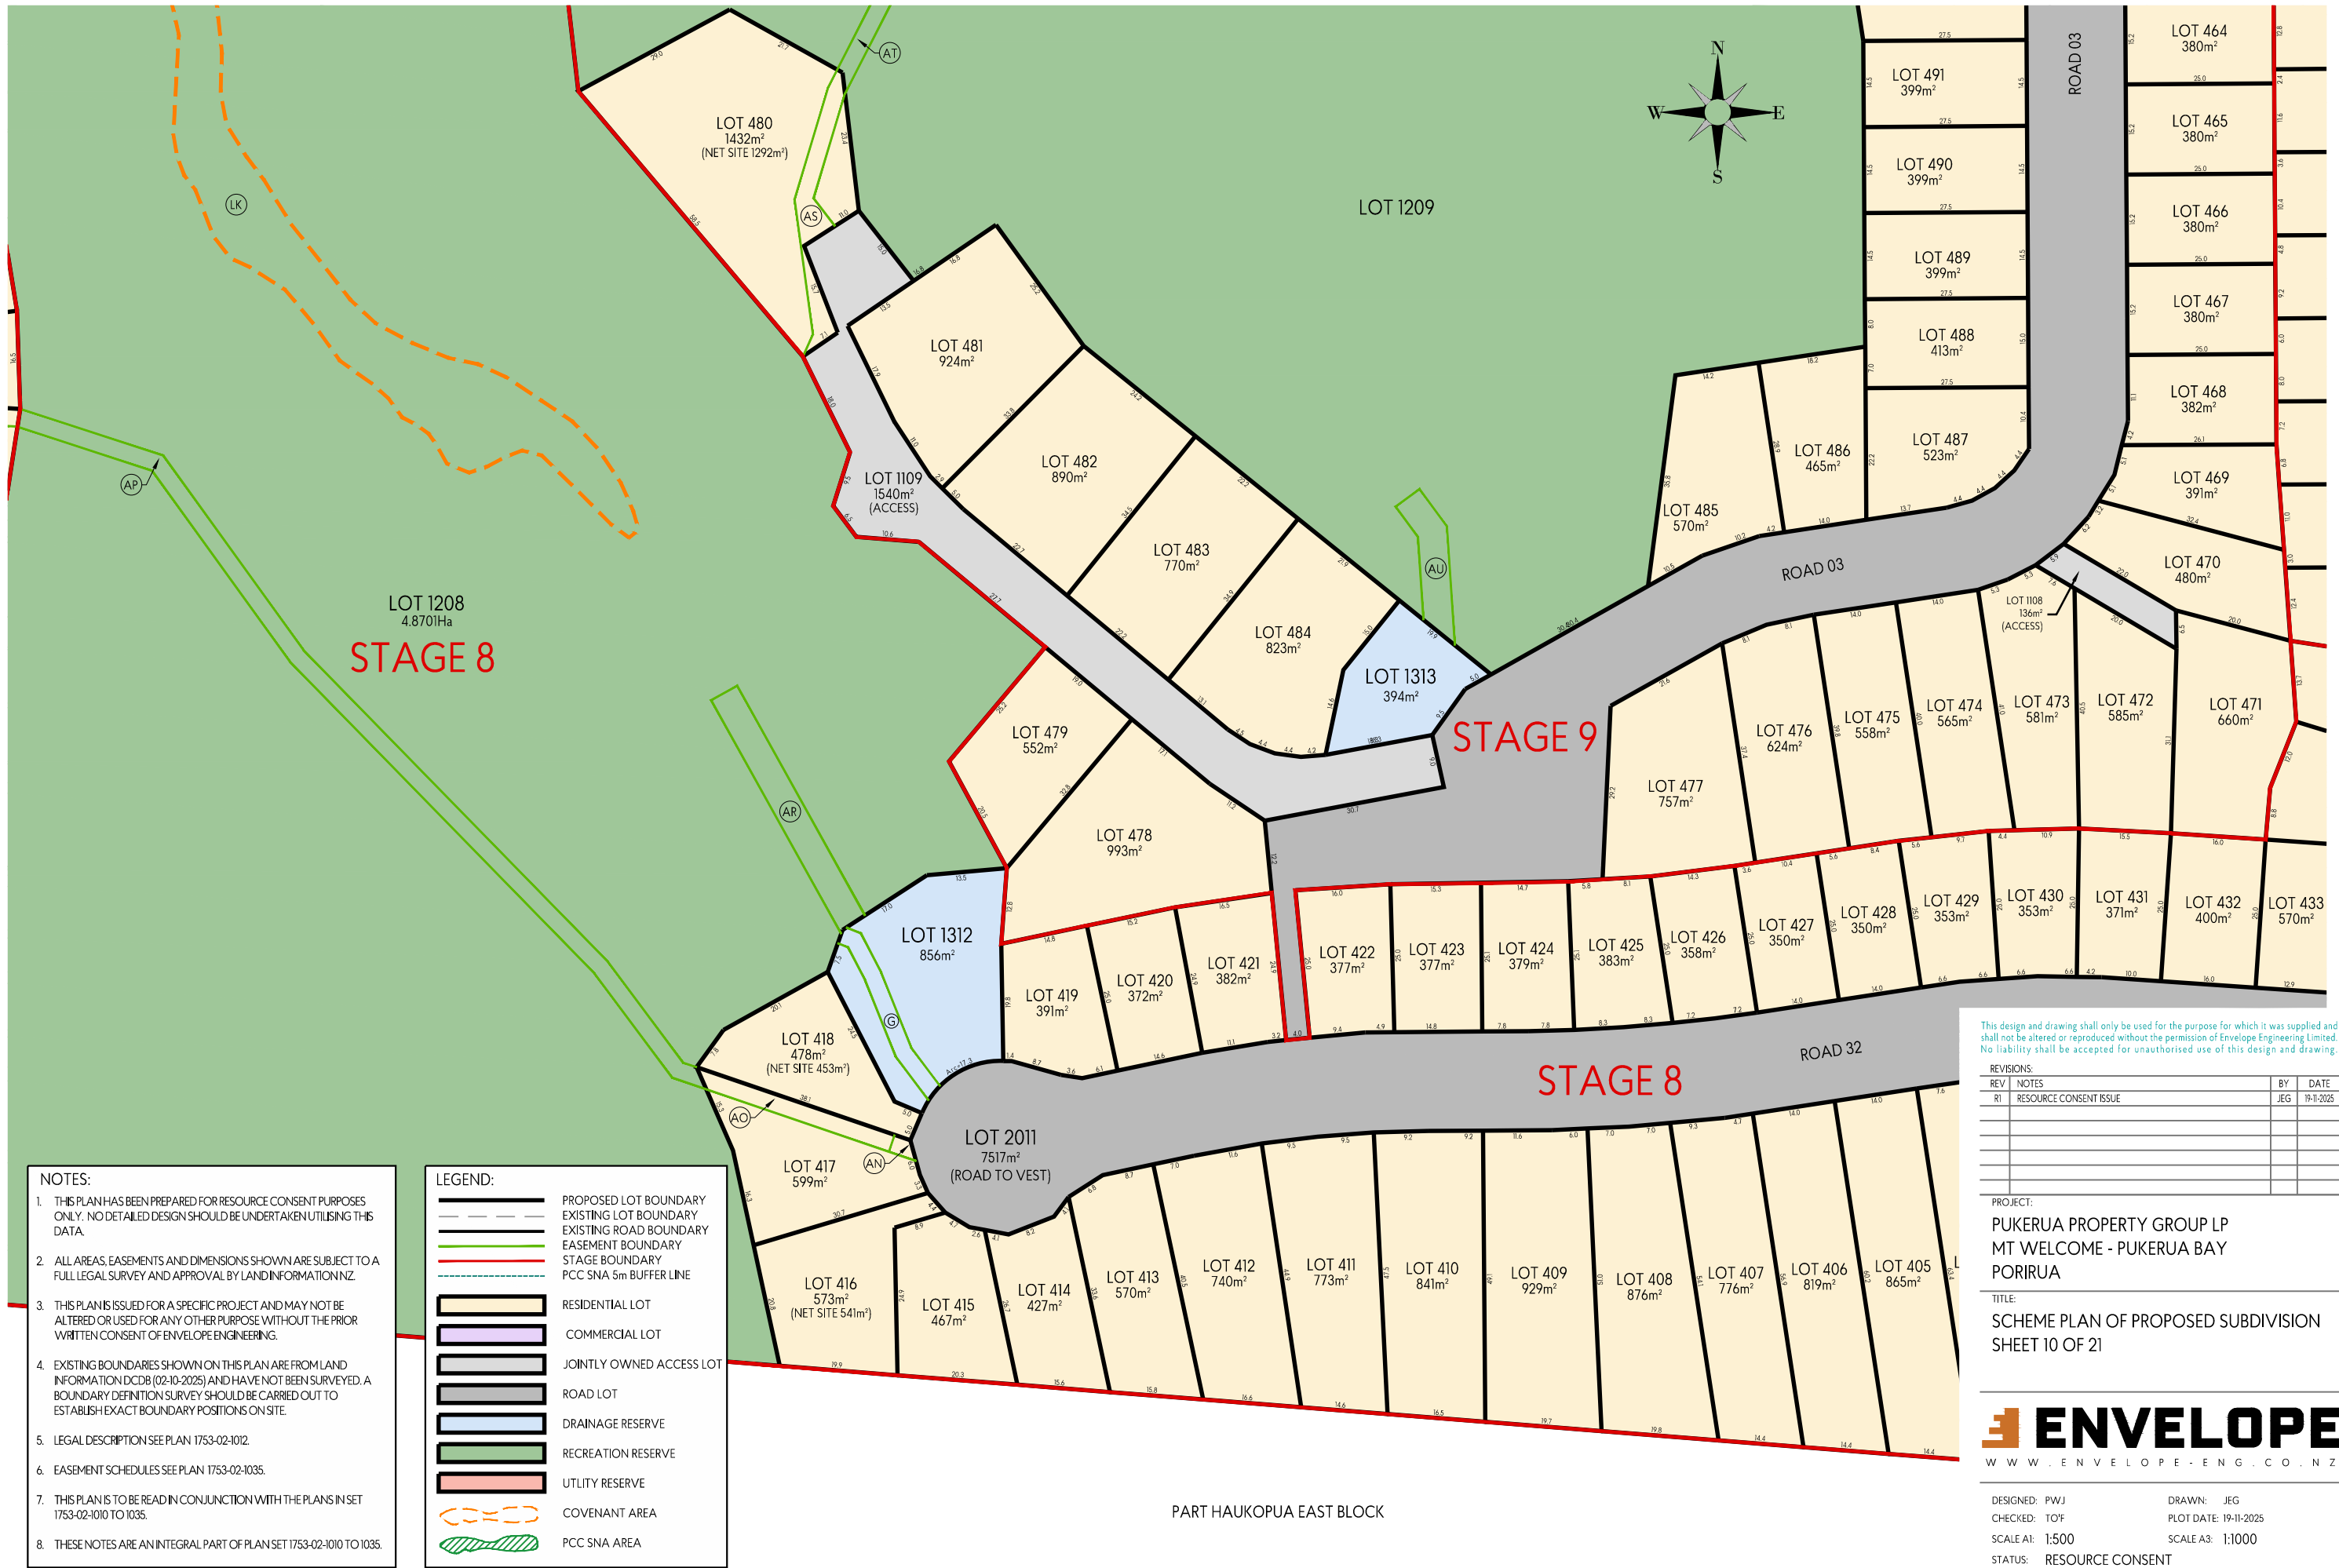 AT
LOT 480
1432m²
(NET SITE 1292m²)
AS
LK
AP
LOT 1209
N
W E
S
ROAD 03
LOT 491
399m²
LOT 490
399m²
LOT 489
399m²
LOT 488
413m²
LOT 487
523m²
LOT 486
465m²
LOT 485
570m²
LOT 464
380m²
LOT 465
380m²
LOT 466
380m²
LOT 467
380m²
LOT 468
382m²
LOT 469
391m²
LOT 470
480m²
LOT 1108
136m²
(ACCESS)
ROAD 03
LOT 481
924m²
LOT 482
890m²
LOT 483
770m²
LOT 484
823m²
LOT 1109
1540m²
(ACCESS)
AU
LOT 1313
394m²
LOT 1208
4.8701Ha
STAGE 8
STAGE 9
LOT 479
552m²
LOT 478
993m²
LOT 477
757m²
LOT 476
624m²
LOT 475
558m²
LOT 474
565m²
LOT 473
581m²
LOT 472
585m²
LOT 471
660m²
AR
LOT 1312
856m²
G
LOT 418
478m²
(NET SITE 453m²)
AO
AN
LOT 417
599m²
LOT 416
573m²
(NET SITE 541m²)
LOT 419
391m²
LOT 420
372m²
LOT 421
382m²
LOT 422
377m²
LOT 423
377m²
LOT 424
379m²
LOT 425
383m²
LOT 426
358m²
LOT 427
350m²
LOT 428
350m²
LOT 429
353m²
LOT 430
353m²
LOT 431
371m²
LOT 432
400m²
LOT 433
570m²
ROAD 32
STAGE 8
LOT 2011
7517m²
(ROAD TO VEST)
LOT 415
467m²
LOT 414
427m²
LOT 413
570m²
LOT 412
740m²
LOT 411
773m²
LOT 410
841m²
LOT 409
929m²
LOT 408
876m²
LOT 407
776m²
LOT 406
819m²
LOT 405
865m²
PART HAUKOPUA EAST BLOCK
NOTES:
1. THIS PLAN HAS BEEN PREPARED FOR RESOURCE CONSENT PURPOSES
ONLY. NO DETAILED DESIGN SHOULD BE UNDERTAKEN UTILISING THIS
DATA.
2. ALL AREAS, EASEMENTS AND DIMENSIONS SHOWN ARE SUBJECT TO A
FULL LEGAL SURVEY AND APPROVAL BY LAND INFORMATION NZ.
3. THIS PLAN IS ISSUED FOR A SPECIFIC PROJECT AND MAY NOT BE
ALTERED OR USED FOR ANY OTHER PURPOSE WITHOUT THE PRIOR
WRITTEN CONSENT OF ENVELOPE ENGINEERING.
4. EXISTING BOUNDARIES SHOWN ON THIS PLAN ARE FROM LAND
INFORMATION DCDB (02-10-2025) AND HAVE NOT BEEN SURVEYED. A
BOUNDARY DEFINITION SURVEY SHOULD BE CARRIED OUT TO
ESTABLISH EXACT BOUNDARY POSITIONS ON SITE.
5. LEGAL DESCRIPTION SEE PLAN 1753-02-1012.
6. EASEMENT SCHEDULES SEE PLAN 1753-02-1035.
7. THIS PLAN IS TO BE READ IN CONJUNCTION WITH THE PLANS IN SET
1753-02-1010 TO 1035.
8. THESE NOTES ARE AN INTEGRAL PART OF PLAN SET 1753-02-1010 TO 1035.
LEGEND:
PROPOSED LOT BOUNDARY
EXISTING LOT BOUNDARY
EXISTING ROAD BOUNDARY
EASEMENT BOUNDARY
STAGE BOUNDARY
PCC SNA 5m BUFFER LINE
RESIDENTIAL LOT
COMMERCIAL LOT
JOINTLY OWNED ACCESS LOT
ROAD LOT
DRAINAGE RESERVE
RECREATION RESERVE
UTLITY RESERVE
COVENANT AREA
PCC SNA AREA
This design and drawing shall only be used for the purpose for which it was supplied and
shall not be altered or reproduced without the permission of Envelope Engineering Limited.
No liability shall be accepted for unauthorised use of this design and drawing.
REVISIONS:
REV NOTES BY DATE
R1 RESOURCE CONSENT ISSUE JEG 19-11-2025
PROJECT:
PUKERUA PROPERTY GROUP LP
MT WELCOME - PUKERUA BAY
PORIRUA
TITLE:
SCHEME PLAN OF PROPOSED SUBDIVISION
SHEET 10 OF 21
ENVELOPE
WWW.ENVELOPE-ENG.CO.NZ
DESIGNED: PWJ DRAWN: JEG
CHECKED: TO'F PLOT DATE: 19-11-2025
SCALE A1: 1:500 SCALE A3: 1:1000
STATUS: RESOURCE CONSENT